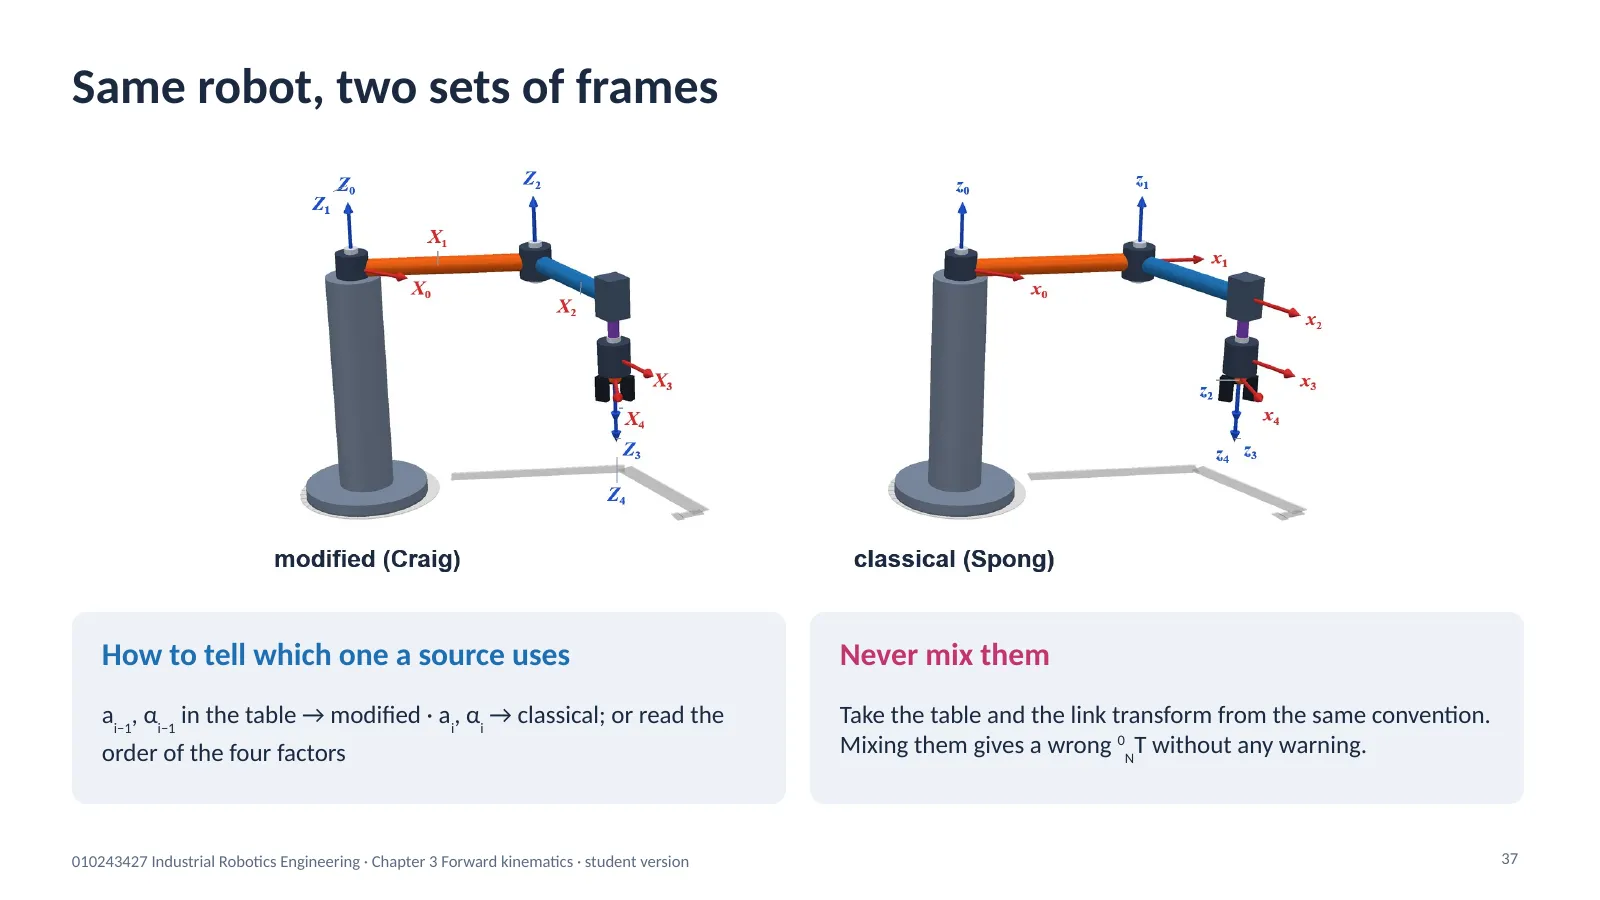 Same robot, two sets of frames
Z₀
Z₁
Z₂
X₁
X₀
X₂
X₃
X₄
Z₃
Z₄
modified (Craig)
z₀
z₁
x₁
x₀
x₂
x₃
z₂
x₄
z₄ z₃
classical (Spong)
How to tell which one a source uses
aᵢ₋₁, αᵢ₋₁ in the table → modified · aᵢ, αᵢ → classical; or read the
order of the four factors
Never mix them
Take the table and the link transform from the same convention.
Mixing them gives a wrong ⁰_NT without any warning.
010243427 Industrial Robotics Engineering · Chapter 3 Forward kinematics · student version
37